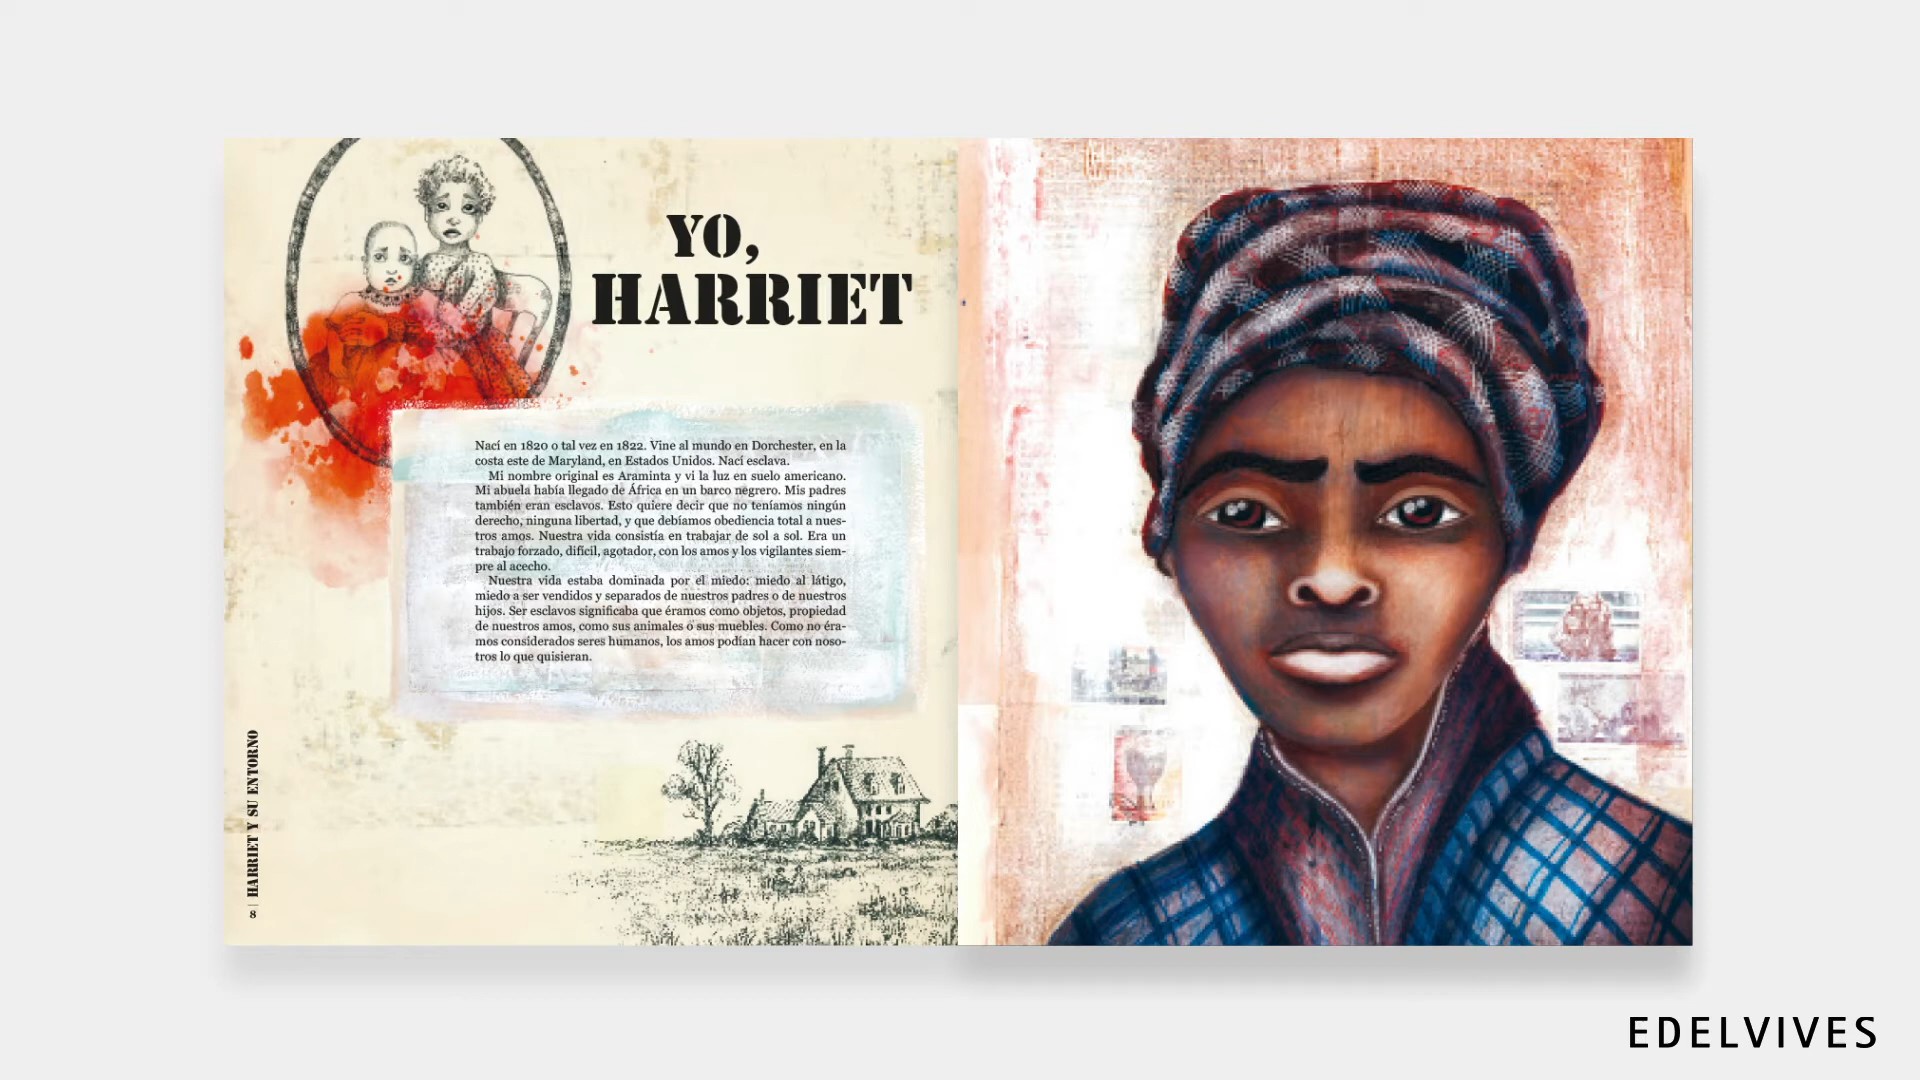 YO,
HARRIET
Nací en 1820 o tal vez en 1822. Vine al mundo en Dorchester, en la
costa este de Maryland, en Estados Unidos. Nací esclava.
Mi nombre original es Araminta y vi la luz en suelo americano.
Mi abuela había llegado de África en un barco negrero. Mis padres
también eran esclavos. Esto quiere decir que no teníamos ningún
derecho, ninguna libertad, y que debíamos obediencia total a nues-
tros amos. Nuestra vida consistía en trabajar de sol a sol. Era un
trabajo forzado, difícil, agotador, con los amos y los vigilantes siem-
pre al acecho.
Nuestra vida estaba dominada por el miedo: miedo al látigo,
miedo a ser vendidos y separados de nuestros padres o de nuestros
hijos. Ser esclavos significaba que éramos como objetos, propiedad
de nuestros amos, como sus animales o sus muebles. Como no éra-
mos considerados seres humanos, los amos podían hacer con noso-
tros lo que quisieran.
8 | HARRIET Y SU ENTORNO
EDELVIVES